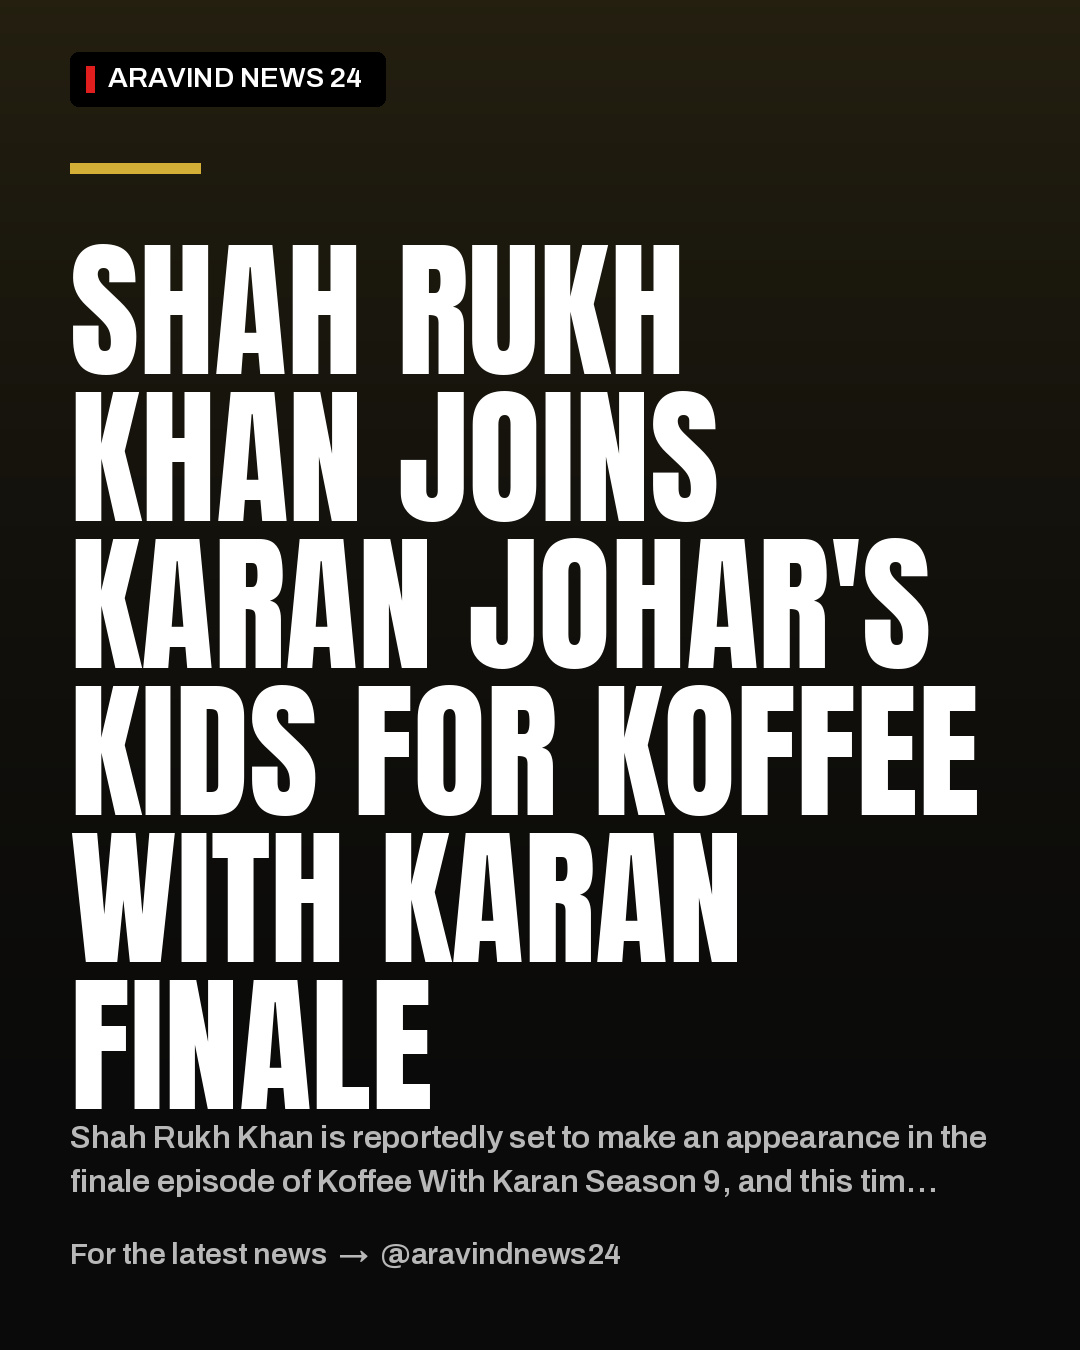 ARAVIND NEWS 24
SHAH RUKH
KHAN JOINS
KARAN JOHAR'S
KIDS FOR KOFFEE
WITH KARAN
FINALE
Shah Rukh Khan is reportedly set to make an appearance in the
finale episode of Koffee With Karan Season 9, and this tim...
For the latest news → @aravindnews24